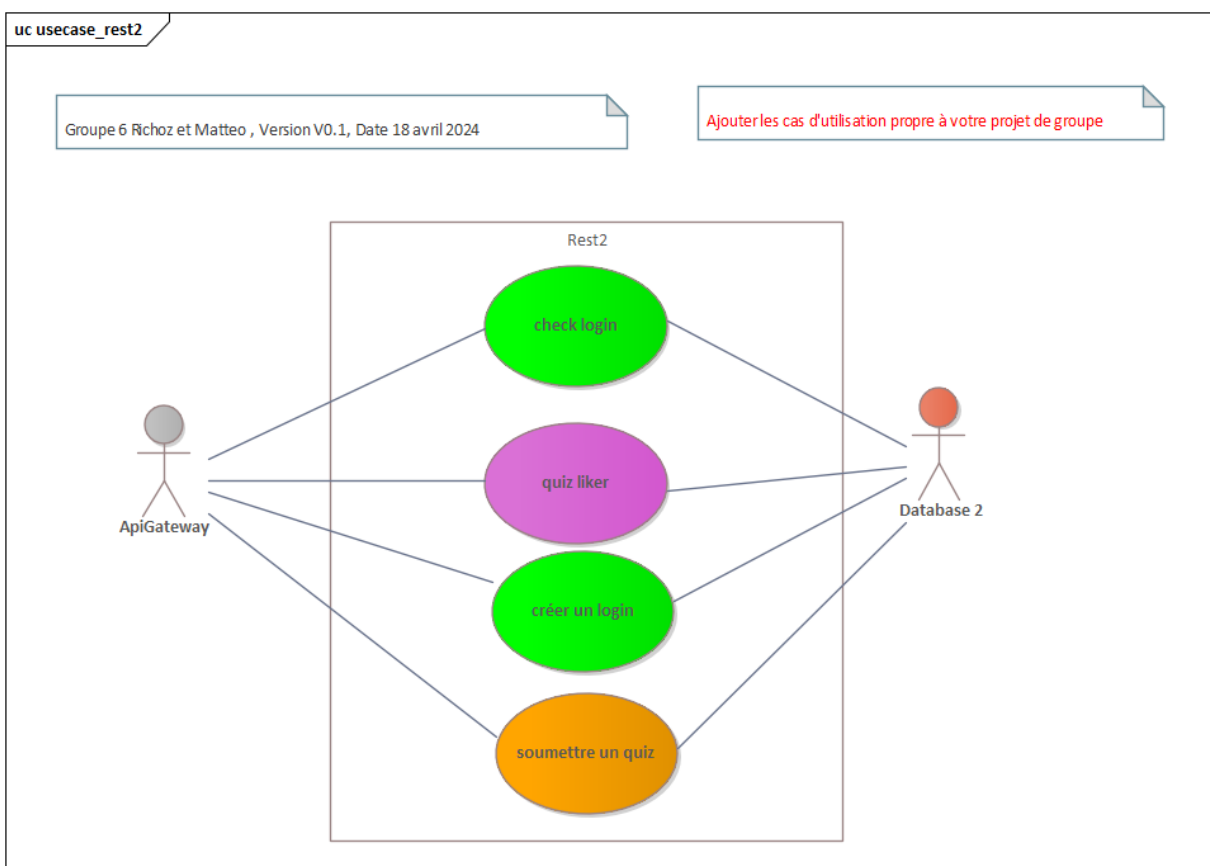 uc usecase_rest2
Groupe 6 Richoz et Matteo , Version V0.1, Date 18 avril 2024
Ajouter les cas d'utilisation propre à votre projet de groupe
Rest2
check login
quiz liker
ApiGateway
Database 2
créer un login
soumettre un quiz